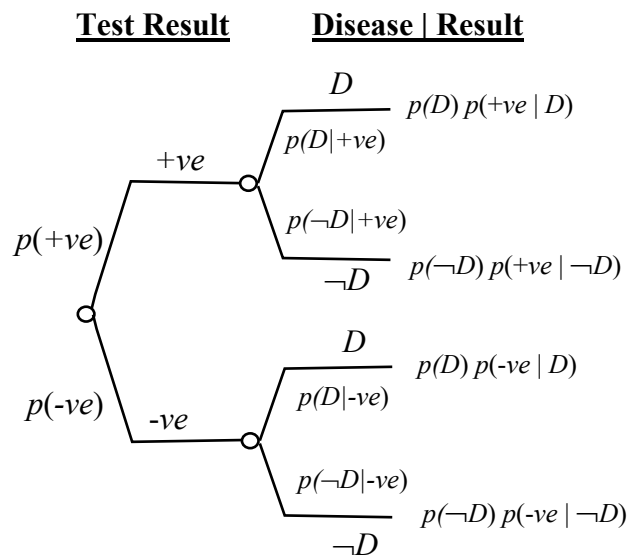 Test Result
Disease | Result
D
p(D) p(+ve | D)
p(D|+ve)
+ve
p(¬D|+ve)
p(+ve)
p(¬D) p(+ve | ¬D)
¬D
D
p(D) p(-ve | D)
p(-ve)
p(D|-ve)
-ve
p(¬D|-ve)
p(¬D) p(-ve | ¬D)
¬D